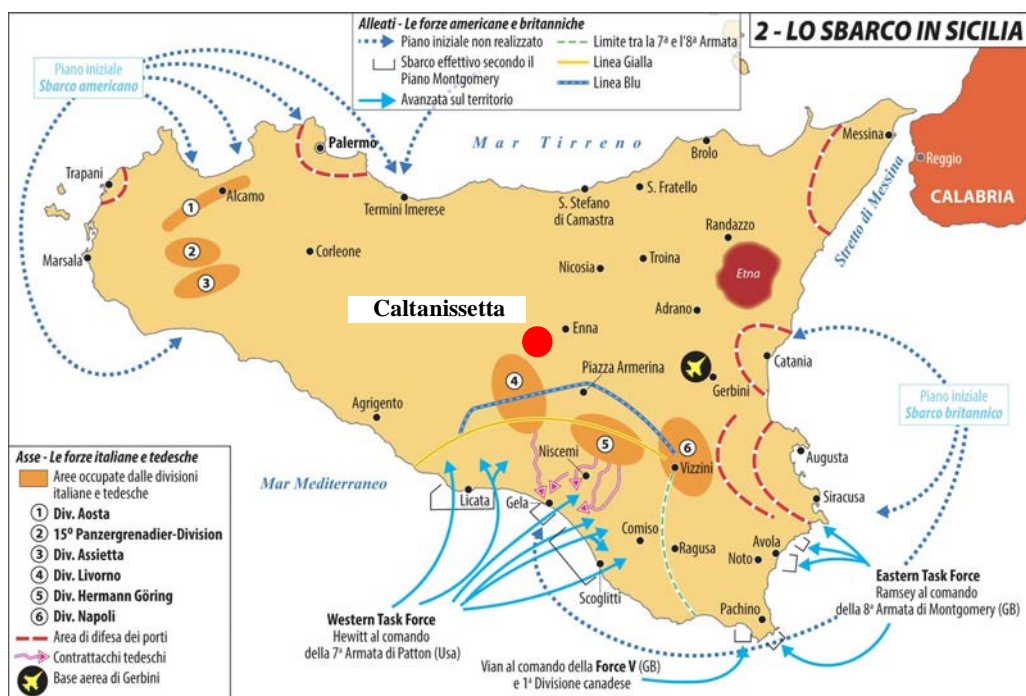 2 - LO SBARCO IN SICILIA
Alleati - Le forze americane e britanniche
Piano iniziale non realizzato
Sbarco effettivo secondo il
Piano Montgomery
Avanzata sul territorio
Limite tra la 7ª e l'8ª Armata
Linea Gialla
Linea Blu
Piano iniziale
Sbarco americano
Mar Tirreno
Messina
Reggio
CALABRIA
Stretto di Messina
Palermo
Brolo
Trapani
Alcamo
Termini Imerese
S. Fratello
S. Stefano
di Camastra
1
Randazzo
Marsala
2
Corleone
Nicosia
Troina
Etna
3
Caltanissetta
Adrano
Enna
Catania
4
Piazza Armerina
Gerbini
Piano iniziale
Sbarco britannico
Agrigento
5
6
Niscemi
Vizzini
Augusta
Mar Mediterraneo
Licata
Gela
Siracusa
Comiso
Ragusa
Avola
Noto
Scoglitti
Pachino
Eastern Task Force
Ramsey al comando
della 8ª Armata di Montgomery (GB)
Western Task Force
Hewitt al comando
della 7ª Armata di Patton (Usa)
Vian al comando della Force V (GB)
e 1ª Divisione canadese
Asse - Le forze italiane e tedesche
Aree occupate dalle divisioni
italiane e tedesche
1 Div. Aosta
2 15º Panzergrenadier-Division
3 Div. Assietta
4 Div. Livorno
5 Div. Hermann Göring
6 Div. Napoli
Area di difesa dei porti
Contrattacchi tedeschi
Base aerea di Gerbini